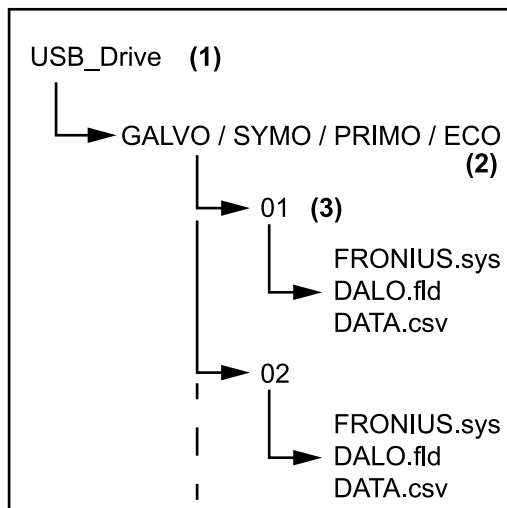 USB_Drive (1)
GALVO / SYMO / PRIMO / ECO
(2)
01 (3)
FRONIUS.sys
DALO.fld
DATA.csv
02
FRONIUS.sys
DALO.fld
DATA.csv